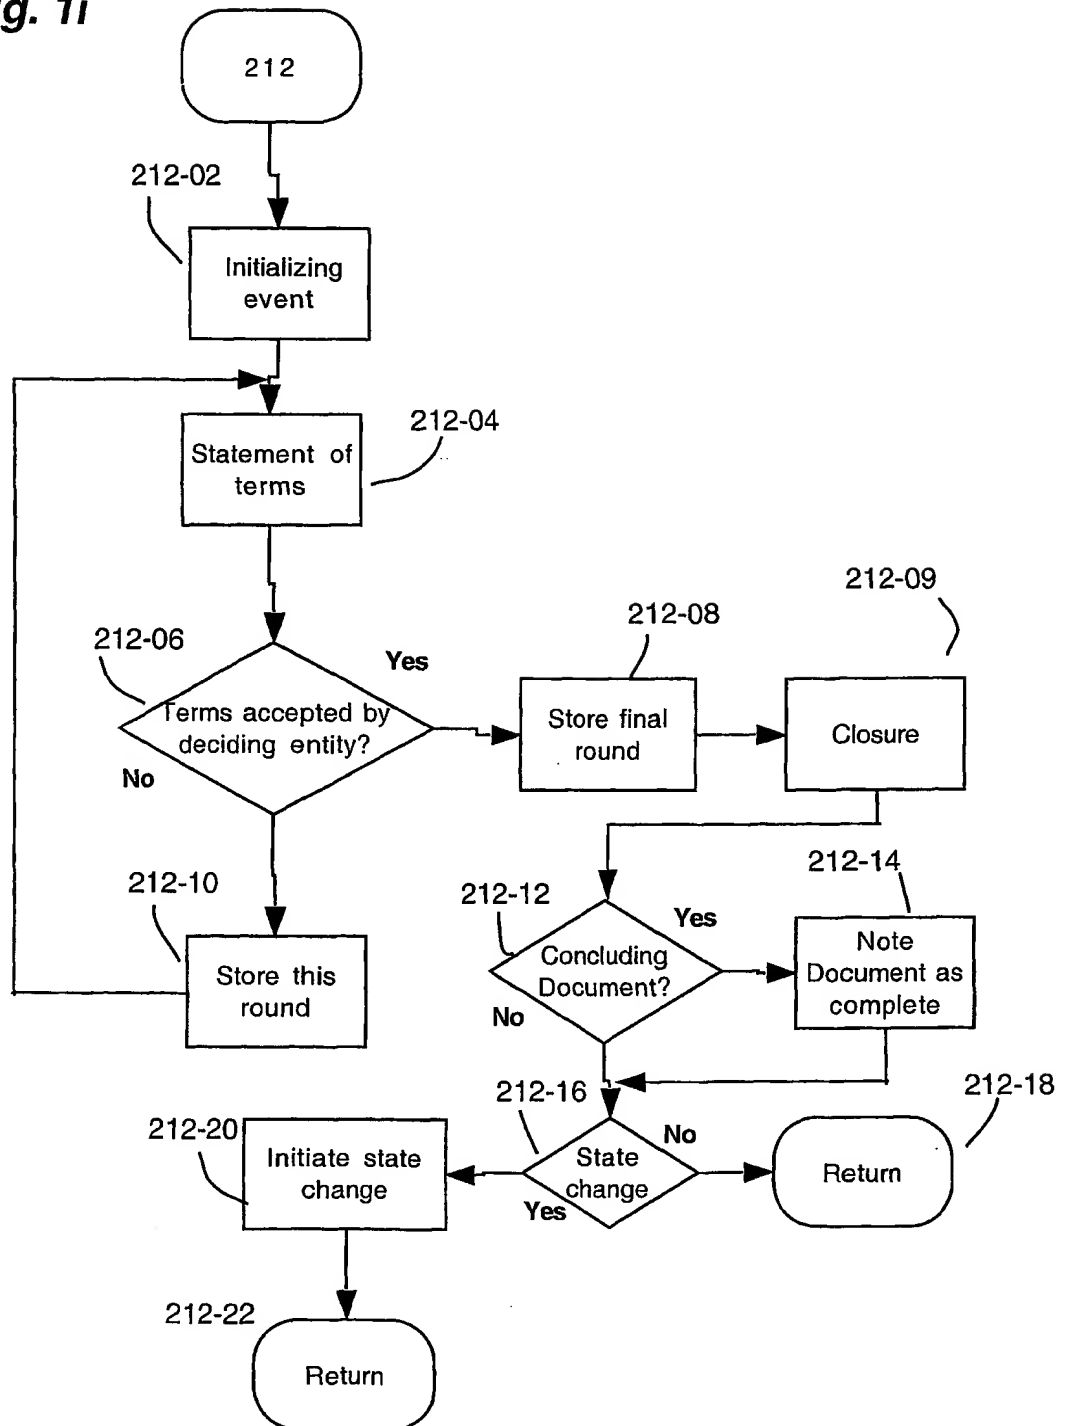 g. 1i
212
212-02
Initializing
event
212-04
Statement of
terms
212-06
Yes
Terms accepted by
deciding entity?
No
212-08
Store final
round
212-09
Closure
212-10
Store this
round
212-12
Yes
Concluding
Document?
No
212-14
Note
Document as
complete
212-16
No
State
change
Yes
212-18
Return
212-20
Initiate state
change
212-22
Return